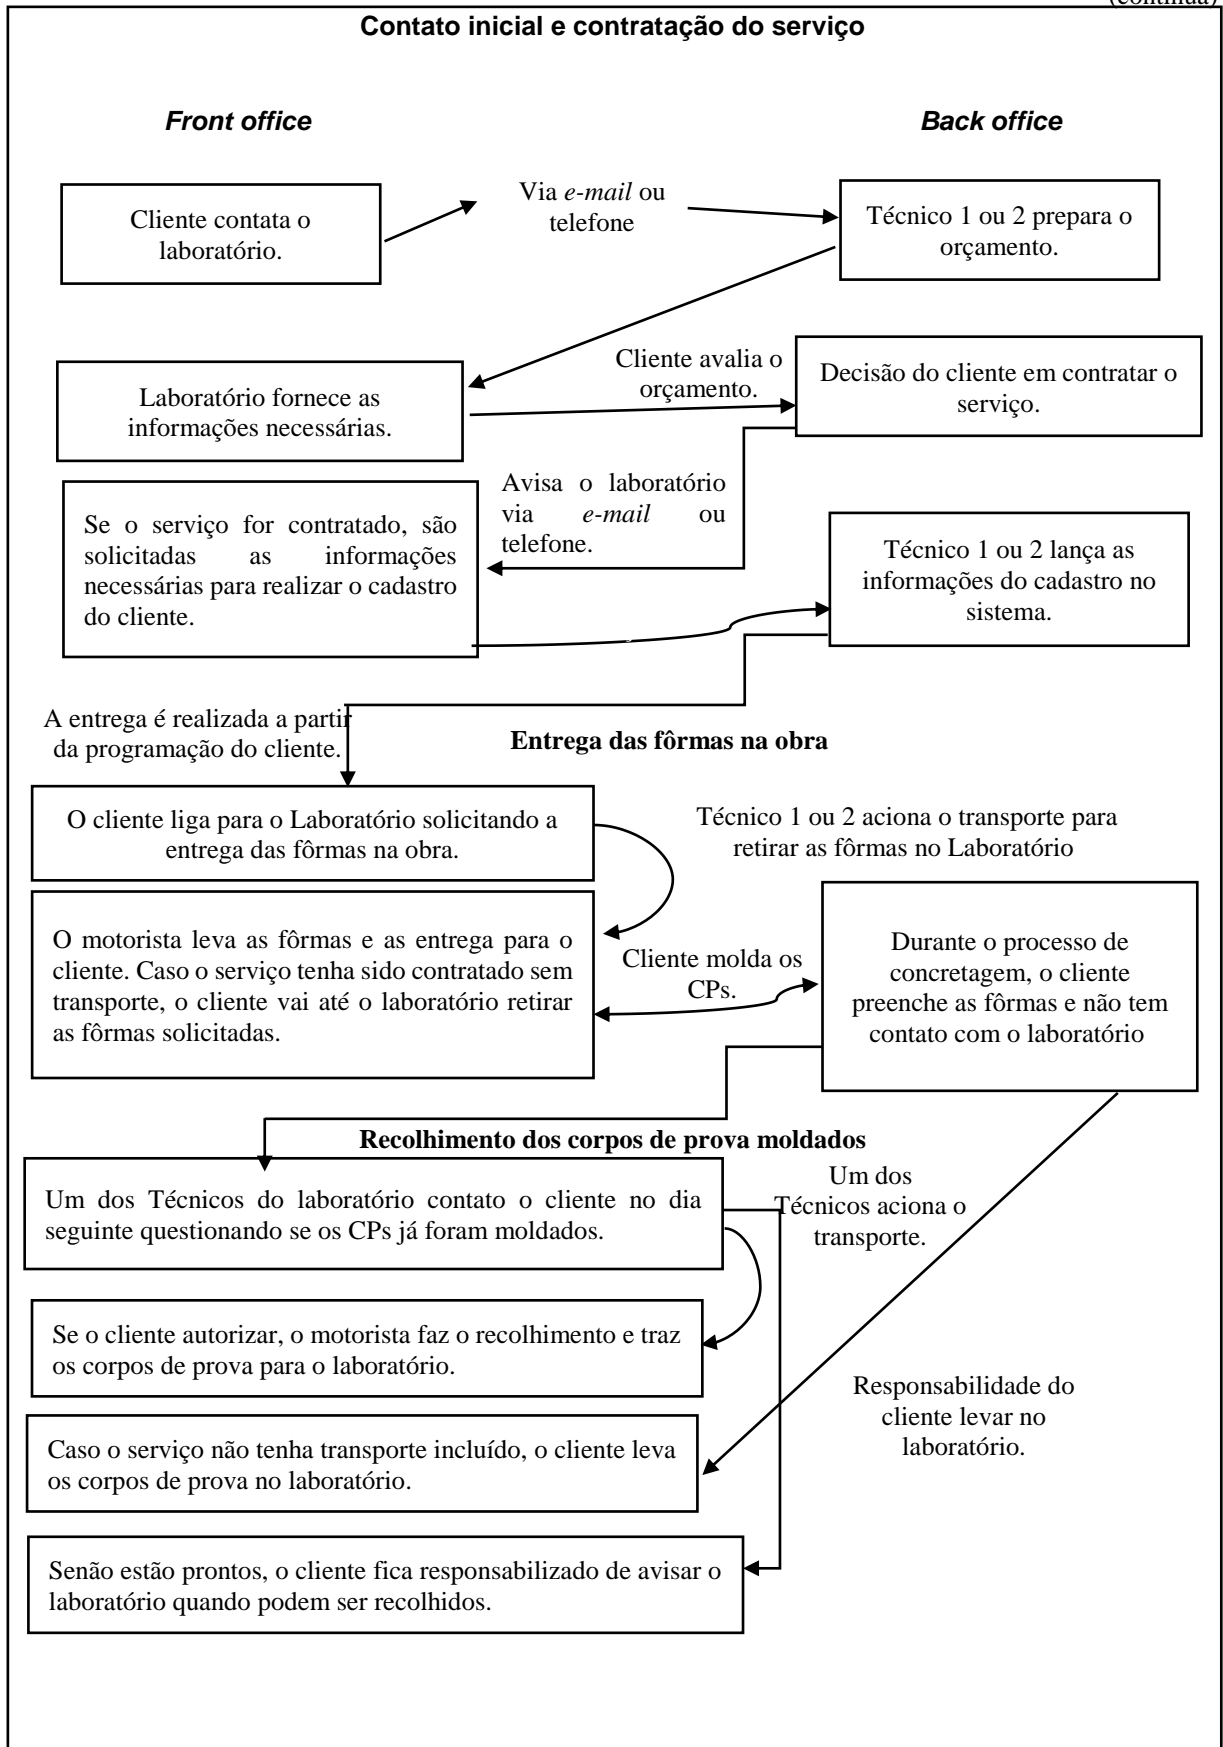 (continua)
Contato inicial e contratação do serviço
Front office
Back office
Cliente contata o
laboratório.
Via e-mail ou
telefone
Técnico 1 ou 2 prepara o
orçamento.
Laboratório fornece as
informações necessárias.
Cliente avalia o
orçamento.
Decisão do cliente em contratar o
serviço.
Se o serviço for contratado, são
solicitadas as informações
necessárias para realizar o cadastro
do cliente.
Avisa o laboratório
via e-mail ou
telefone.
Técnico 1 ou 2 lança as
informações do cadastro no
sistema.
A entrega é realizada a partir
da programação do cliente.
Entrega das fôrmas na obra
O cliente liga para o Laboratório solicitando a
entrega das fôrmas na obra.
Técnico 1 ou 2 aciona o transporte para
retirar as fôrmas no Laboratório
O motorista leva as fôrmas e as entrega para o
cliente. Caso o serviço tenha sido contratado sem
transporte, o cliente vai até o laboratório retirar
as fôrmas solicitadas.
Cliente molda os
CPs.
Durante o processo de
concretagem, o cliente
preenche as fôrmas e não tem
contato com o laboratório
Recolhimento dos corpos de prova moldados
Um dos Técnicos do laboratório contato o cliente no dia
seguinte questionando se os CPs já foram moldados.
Um dos
Técnicos aciona o
transporte.
Se o cliente autorizar, o motorista faz o recolhimento e traz
os corpos de prova para o laboratório.
Responsabilidade do
cliente levar no
laboratório.
Caso o serviço não tenha transporte incluído, o cliente leva
os corpos de prova no laboratório.
Senão estão prontos, o cliente fica responsabilizado de avisar o
laboratório quando podem ser recolhidos.